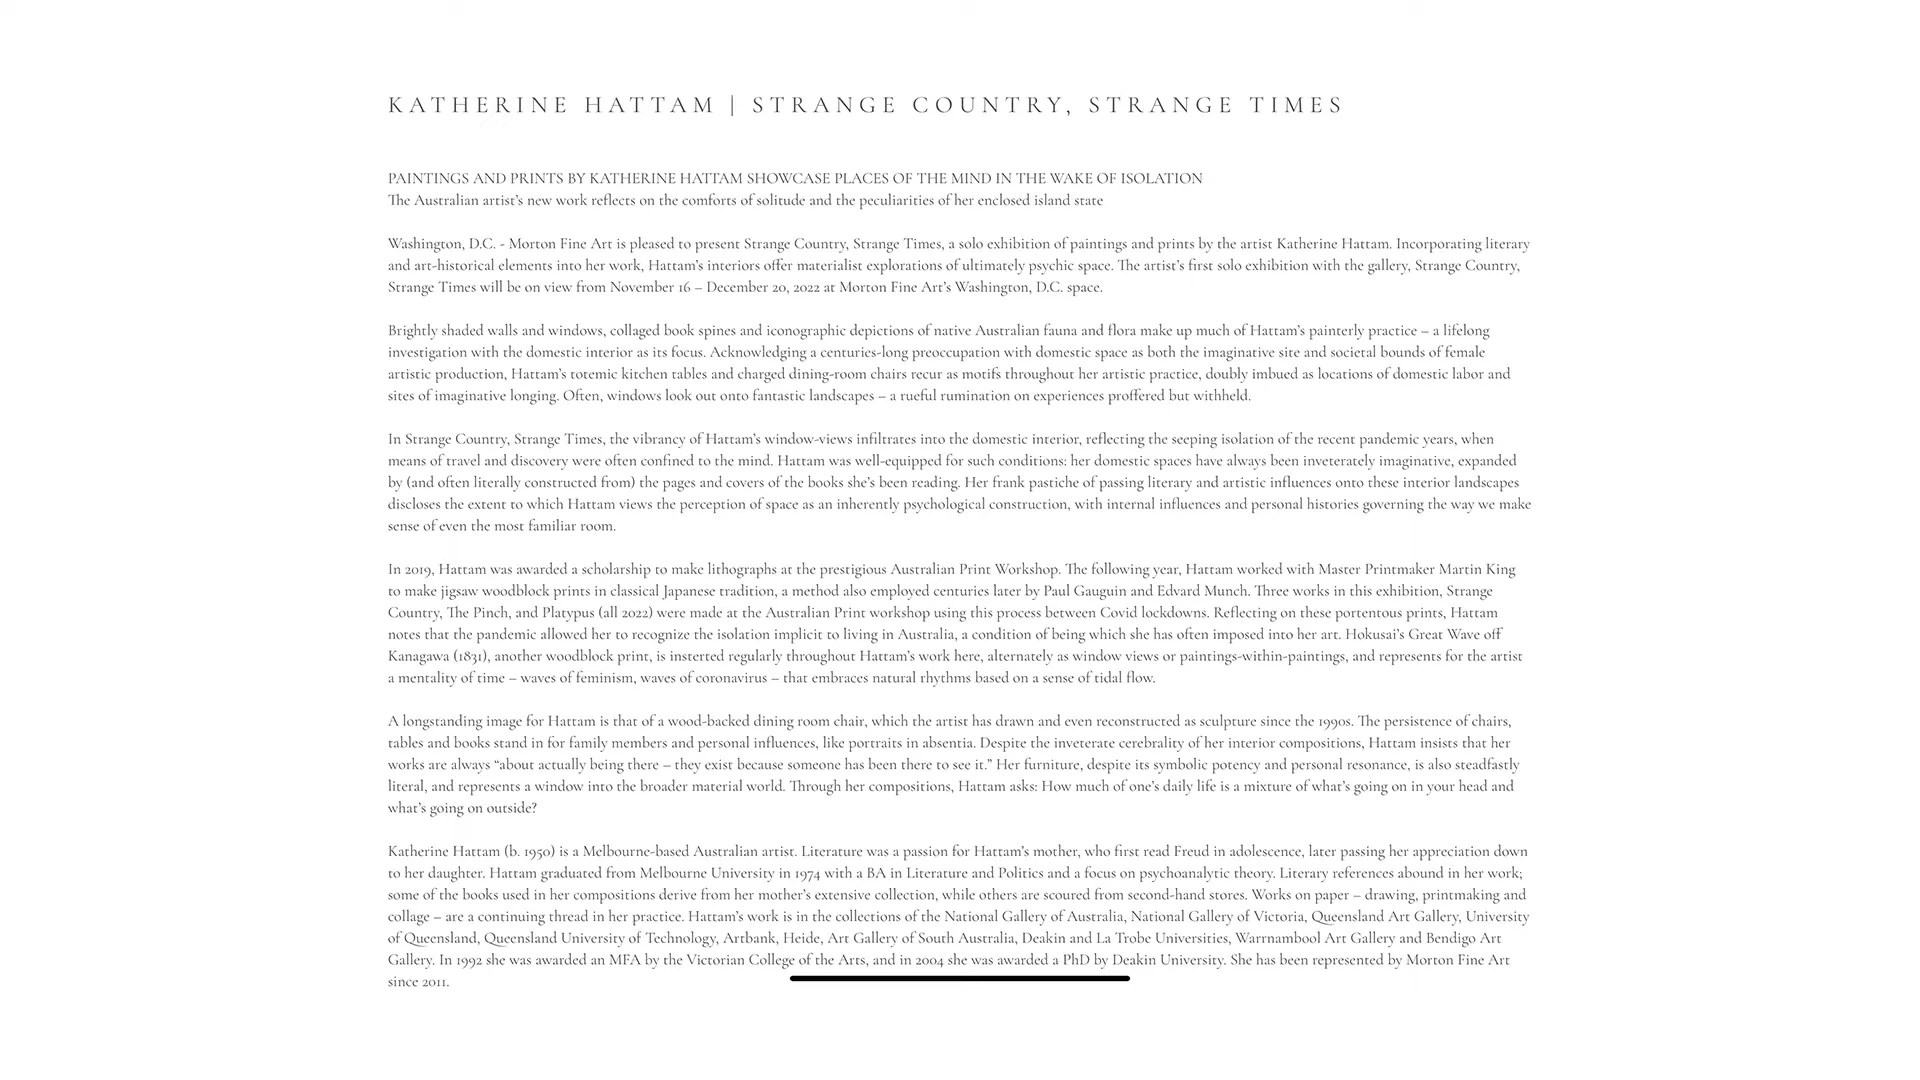 KATHERINE HATTAM | STRANGE COUNTRY, STRANGE TIMES
PAINTINGS AND PRINTS BY KATHERINE HATTAM SHOWCASE PLACES OF THE MIND IN THE WAKE OF ISOLATION
The Australian artist's new work reflects on the comforts of solitude and the peculiarities of her enclosed island state
Washington, D.C. - Morton Fine Art is pleased to present Strange Country, Strange Times, a solo exhibition of paintings and prints by the artist Katherine Hattam. Incorporating literary
and art-historical elements into her work, Hattam's interiors offer materialist explorations of ultimately psychic space. The artist's first solo exhibition with the gallery, Strange Country,
Strange Times will be on view from November 16 – December 20, 2022 at Morton Fine Art's Washington, D.C. space.
Brightly shaded walls and windows, collaged book spines and iconographic depictions of native Australian fauna and flora make up much of Hattam's painterly practice – a lifelong
investigation with the domestic interior as its focus. Acknowledging a centuries-long preoccupation with domestic space as both the imaginative site and societal bounds of female
artistic production, Hattam's totemic kitchen tables and charged dining-room chairs recur as motifs throughout her artistic practice, doubly imbued as locations of domestic labor and
sites of imaginative longing. Often, windows look out onto fantastic landscapes – a rueful rumination on experiences proffered but withheld.
In Strange Country, Strange Times, the vibrancy of Hattam's window-views infiltrates into the domestic interior, reflecting the seeping isolation of the recent pandemic years, when
means of travel and discovery were often confined to the mind. Hattam was well-equipped for such conditions: her domestic spaces have always been inveterately imaginative, expanded
by (and often literally constructed from) the pages and covers of the books she's been reading. Her frank pastiche of passing literary and artistic influences onto these interior landscapes
discloses the extent to which Hattam views the perception of space as an inherently psychological construction, with internal influences and personal histories governing the way we make
sense of even the most familiar room.
In 2019, Hattam was awarded a scholarship to make lithographs at the prestigious Australian Print Workshop. The following year, Hattam worked with Master Printmaker Martin King
to make jigsaw woodblock prints in classical Japanese tradition, a method also employed centuries later by Paul Gauguin and Edvard Munch. Three works in this exhibition, Strange
Country, The Pinch, and Platypus (all 2022) were made at the Australian Print workshop using this process between Covid lockdowns. Reflecting on these portentous prints, Hattam
notes that the pandemic allowed her to recognize the isolation implicit to living in Australia, a condition of being which she has often imposed into her art. Hokusai's Great Wave off
Kanagawa (1831), another woodblock print, is insterted regularly throughout Hattam's work here, alternately as window views or paintings-within-paintings, and represents for the artist
a mentality of time – waves of feminism, waves of coronavirus – that embraces natural rhythms based on a sense of tidal flow.
A longstanding image for Hattam is that of a wood-backed dining room chair, which the artist has drawn and even reconstructed as sculpture since the 1990s. The persistence of chairs,
tables and books stand in for family members and personal influences, like portraits in absentia. Despite the inveterate cerebrality of her interior compositions, Hattam insists that her
works are always “about actually being there – they exist because someone has been there to see it.” Her furniture, despite its symbolic potency and personal resonance, is also steadfastly
literal, and represents a window into the broader material world. Through her compositions, Hattam asks: How much of one's daily life is a mixture of what's going on in your head and
what's going on outside?
Katherine Hattam (b. 1950) is a Melbourne-based Australian artist. Literature was a passion for Hattam's mother, who first read Freud in adolescence, later passing her appreciation down
to her daughter. Hattam graduated from Melbourne University in 1974 with a BA in Literature and Politics and a focus on psychoanalytic theory. Literary references abound in her work;
some of the books used in her compositions derive from her mother's extensive collection, while others are scoured from second-hand stores. Works on paper – drawing, printmaking and
collage – are a continuing thread in her practice. Hattam's work is in the collections of the National Gallery of Australia, National Gallery of Victoria, Queensland Art Gallery, University
of Queensland, Queensland University of Technology, Artbank, Heide, Art Gallery of South Australia, Deakin and La Trobe Universities, Warrnambool Art Gallery and Bendigo Art
Gallery. In 1992 she was awarded an MFA by the Victorian College of the Arts, and in 2004 she was awarded a PhD by Deakin University. She has been represented by Morton Fine Art
since 2011.